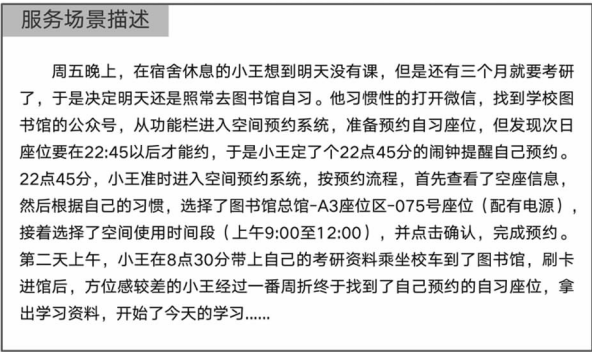 服务场景描述
周五晚上，在宿舍休息的小王想到明天没有课，但是还有三个月就要考研
了，于是决定明天还是照常去图书馆自习。他习惯性的打开微信，找到学校图
书馆的公众号，从功能栏进入空间预约系统，准备预约自习座位，但发现次日
座位要在22:45以后才能约，于是小王定了个22点45分的闹钟提醒自己预约。
22点45分，小王准时进入空间预约系统，按预约流程，首先查看了空座信息，
然后根据自己的习惯，选择了图书馆总馆-A3座位区-075号座位（配有电源），
接着选择了空间使用时间段（上午9:00至12:00），并点击确认，完成预约。
第二天上午，小王在8点30分带上自己的考研资料乘坐校车到了图书馆，刷卡
进馆后，方位感较差的小王经过一番周折终于找到了自己预约的自习座位，拿
出学习资料，开始了今天的学习......